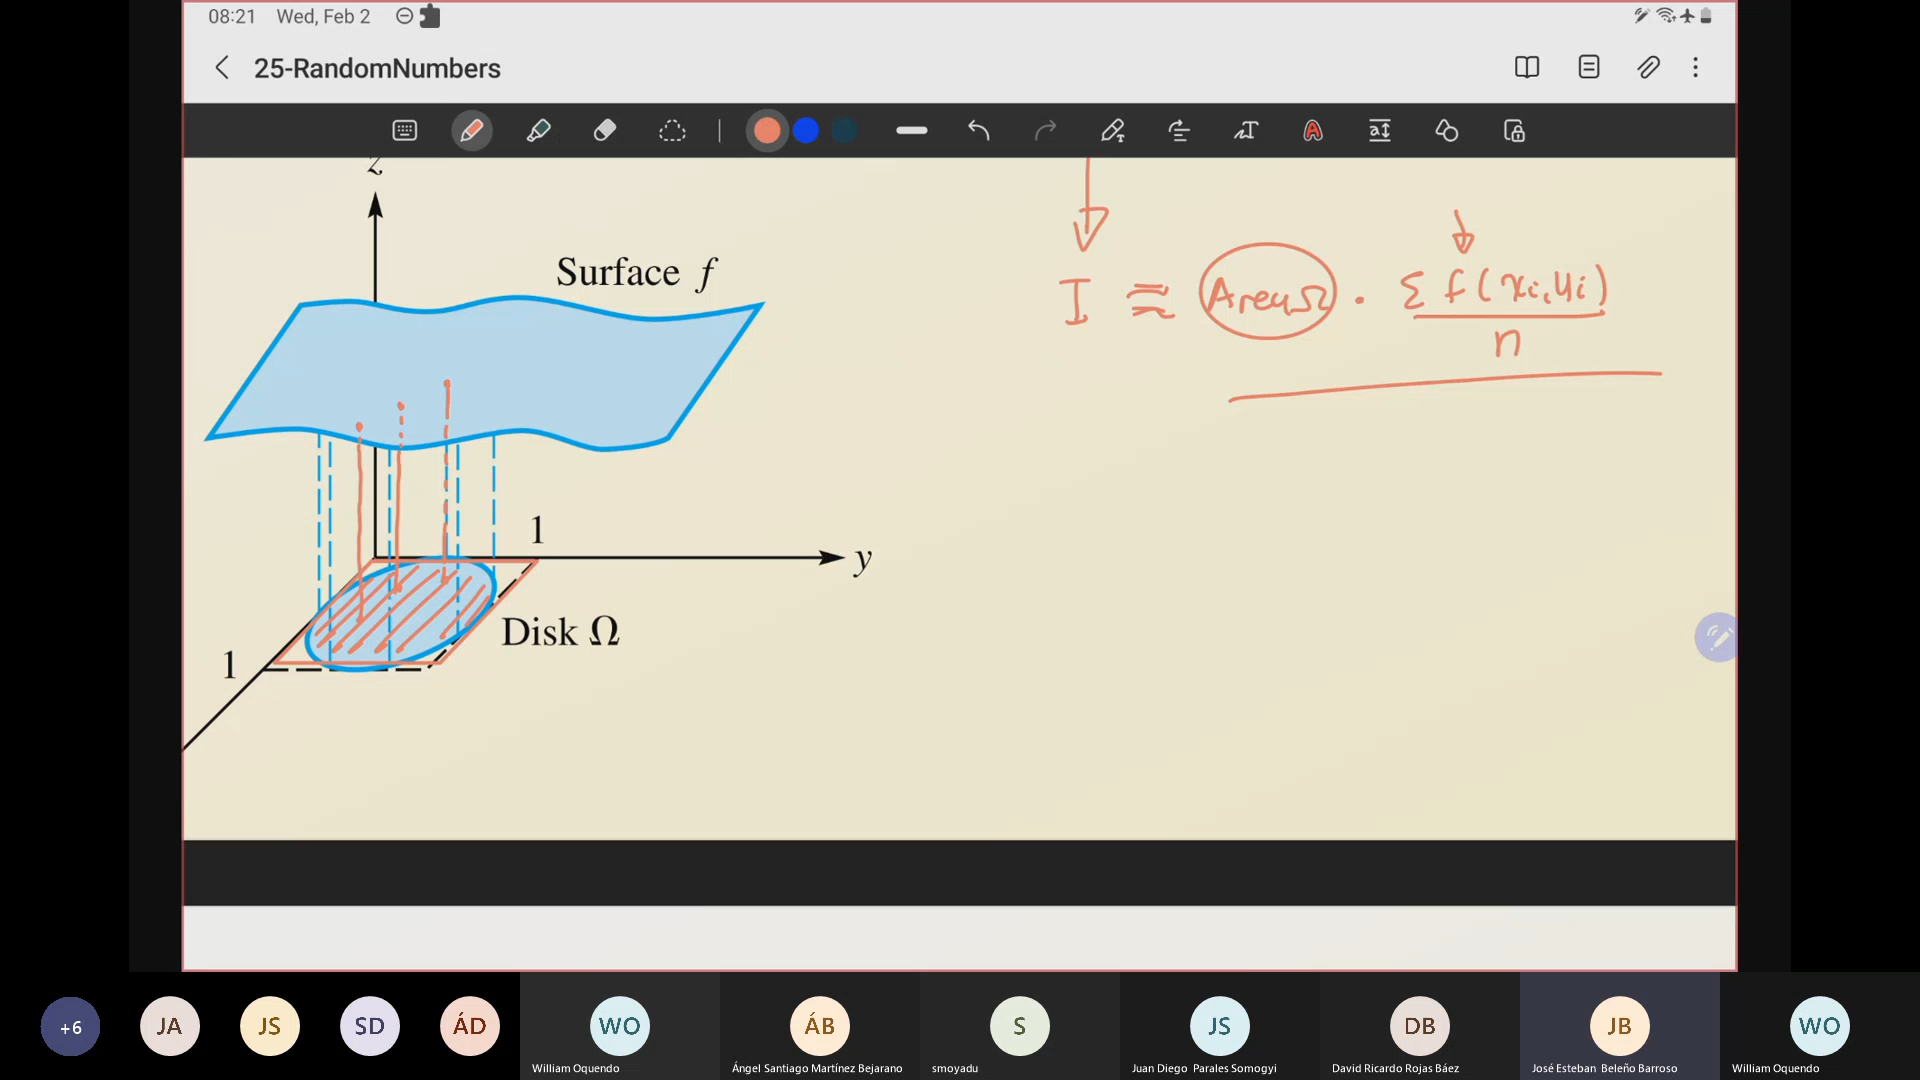 08:21 Wed, Feb 2
25-RandomNumbers
z
Surface f
I ≈ Area Ω · Σ f(xi, yi)
n
1
y
Disk Ω
1
+6
JA
JS
SD
ÁD
WO
William Oquendo
ÁB
Ángel Santiago Martínez Bejarano
S
smoyadu
JS
Juan Diego Parales Somogyi
DB
David Ricardo Rojas Báez
JB
José Esteban Beleño Barroso
WO
William Oquendo